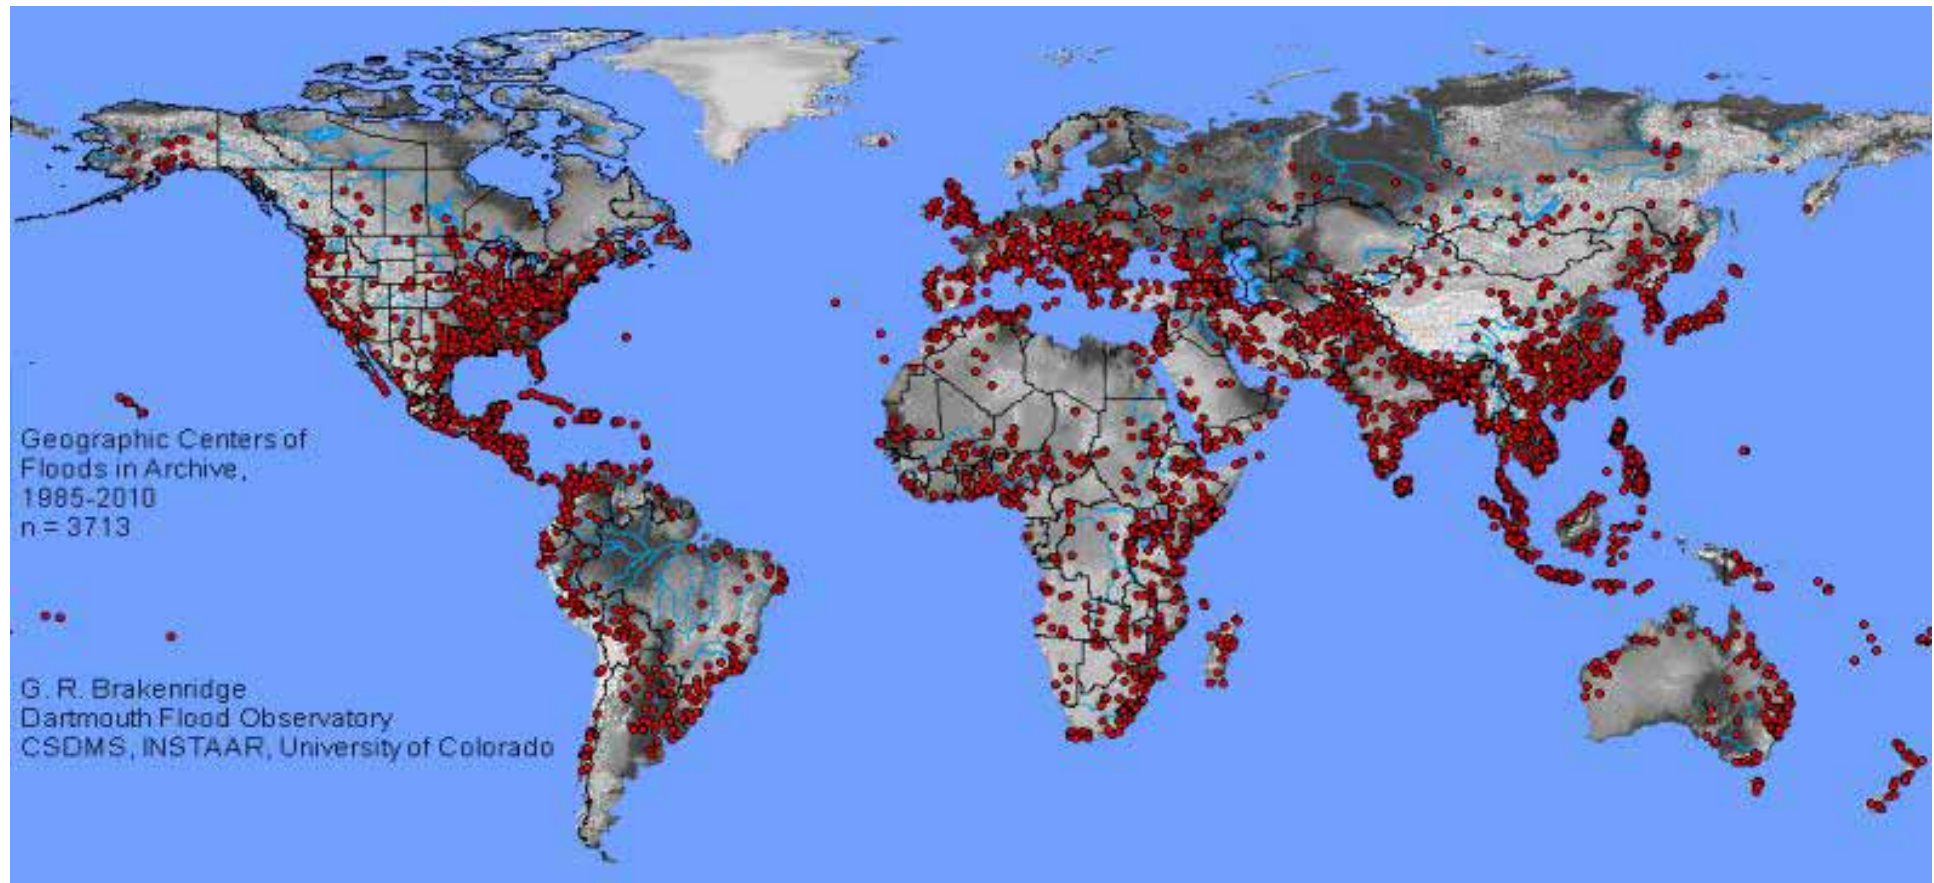 Geographic Centers of
Floods in Archive,
1985-2010
n = 3713
G. R. Brakenridge
Dartmouth Flood Observatory
CSDMS, INSTAAR, University of Colorado